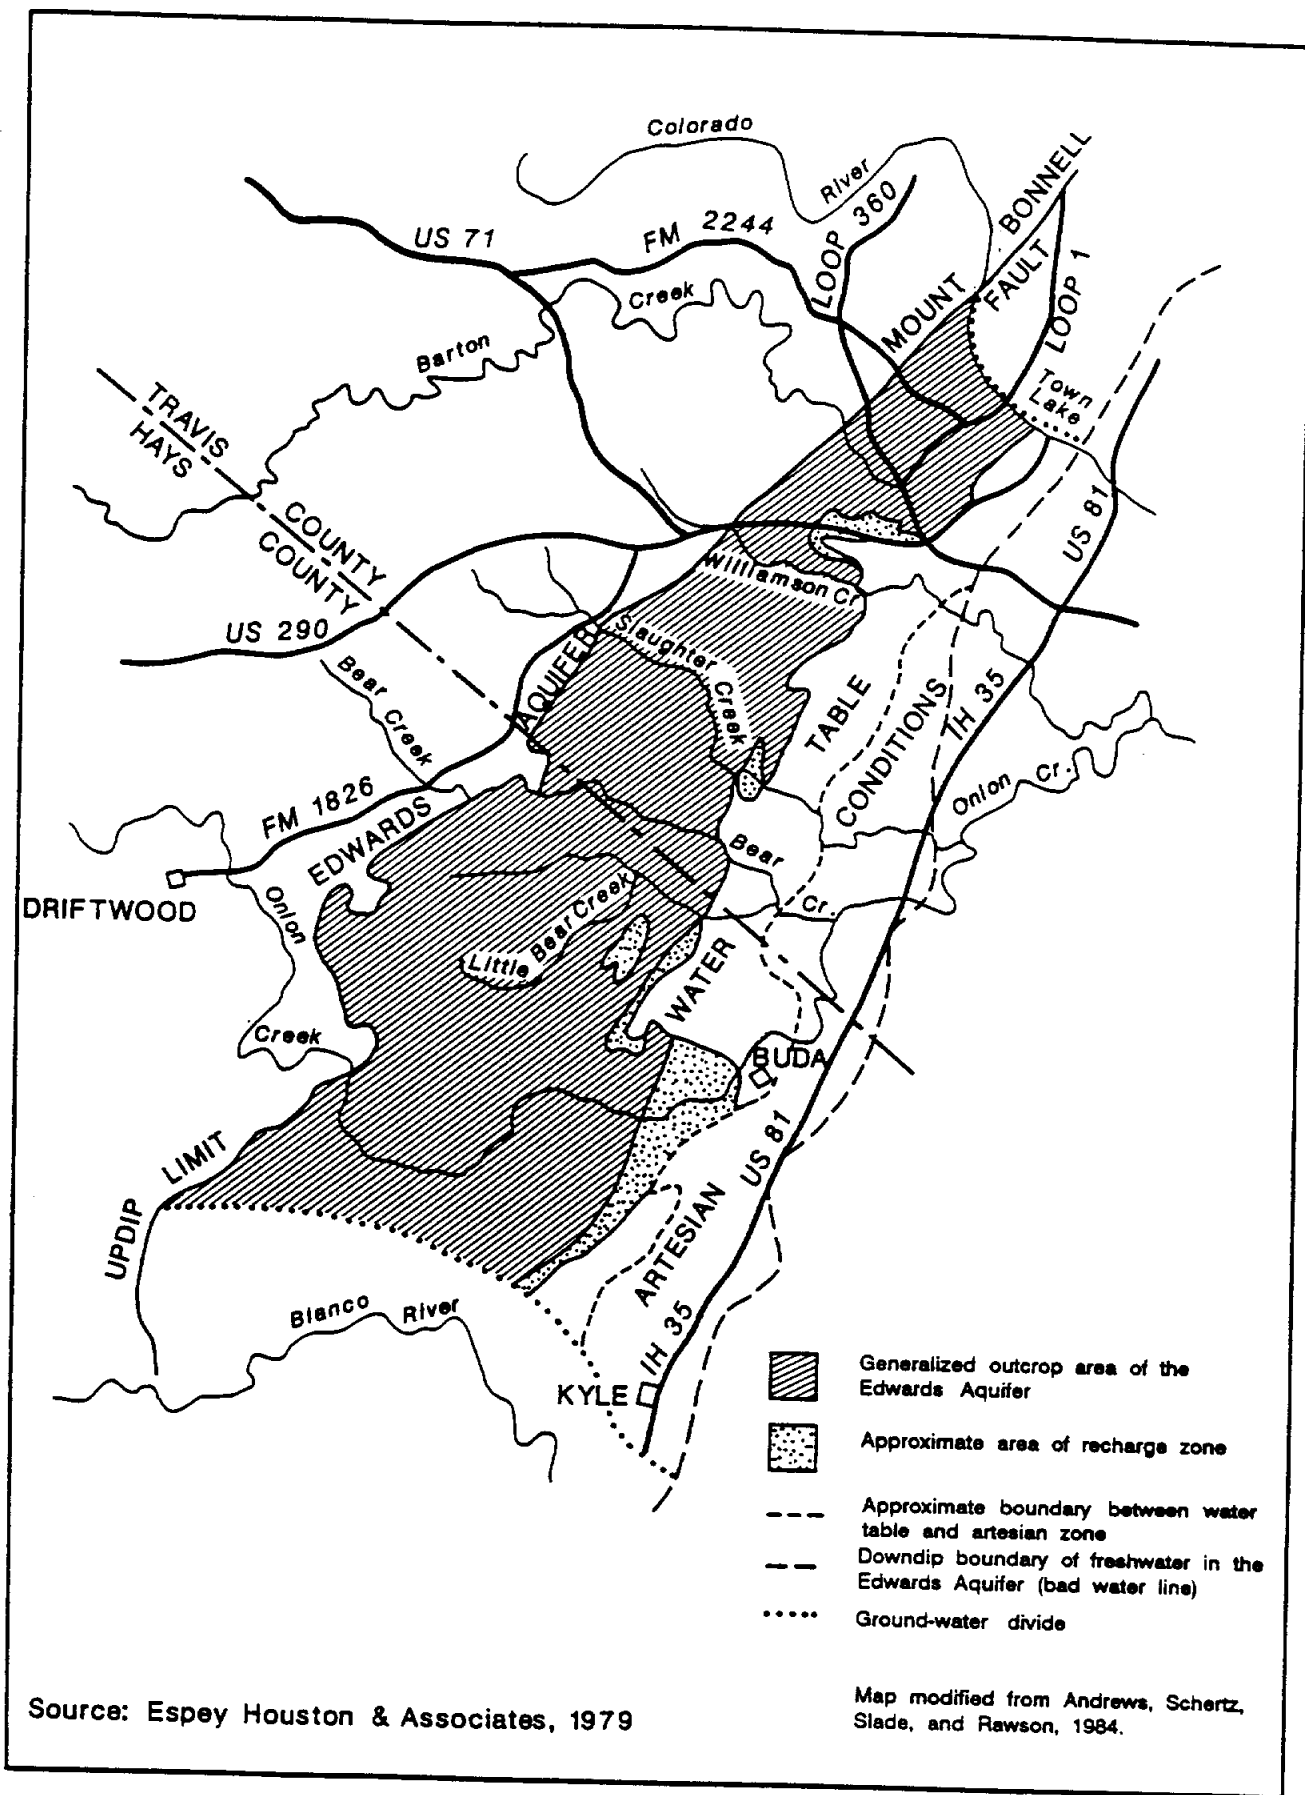 Colorado
River
US 71
FM 2244
LOOP 360
MOUNT BONNELL
FAULT
LOOP 1
Creek
Barton
Town
Lake
TRAVIS
HAYS
COUNTY
COUNTY
US 81
Williamson Cr
US 290
Slaughter Creek
AQUIFER
Bear Creek
TABLE
CONDITIONS
IH 35
Onion Cr.
FM 1826
EDWARDS
Bear
Cr.
DRIFTWOOD
Onion
Little Bear Creek
WATER
Creek
BUDA
US 81
LIMIT
UPDIP
ARTESIAN
Blanco River
IH 35
KYLE
Generalized outcrop area of the
Edwards Aquifer
Approximate area of recharge zone
Approximate boundary between water
table and artesian zone
Downdip boundary of freshwater in the
Edwards Aquifer (bad water line)
Ground-water divide
Source: Espey Houston & Associates, 1979
Map modified from Andrews, Schertz,
Slade, and Rawson, 1984.